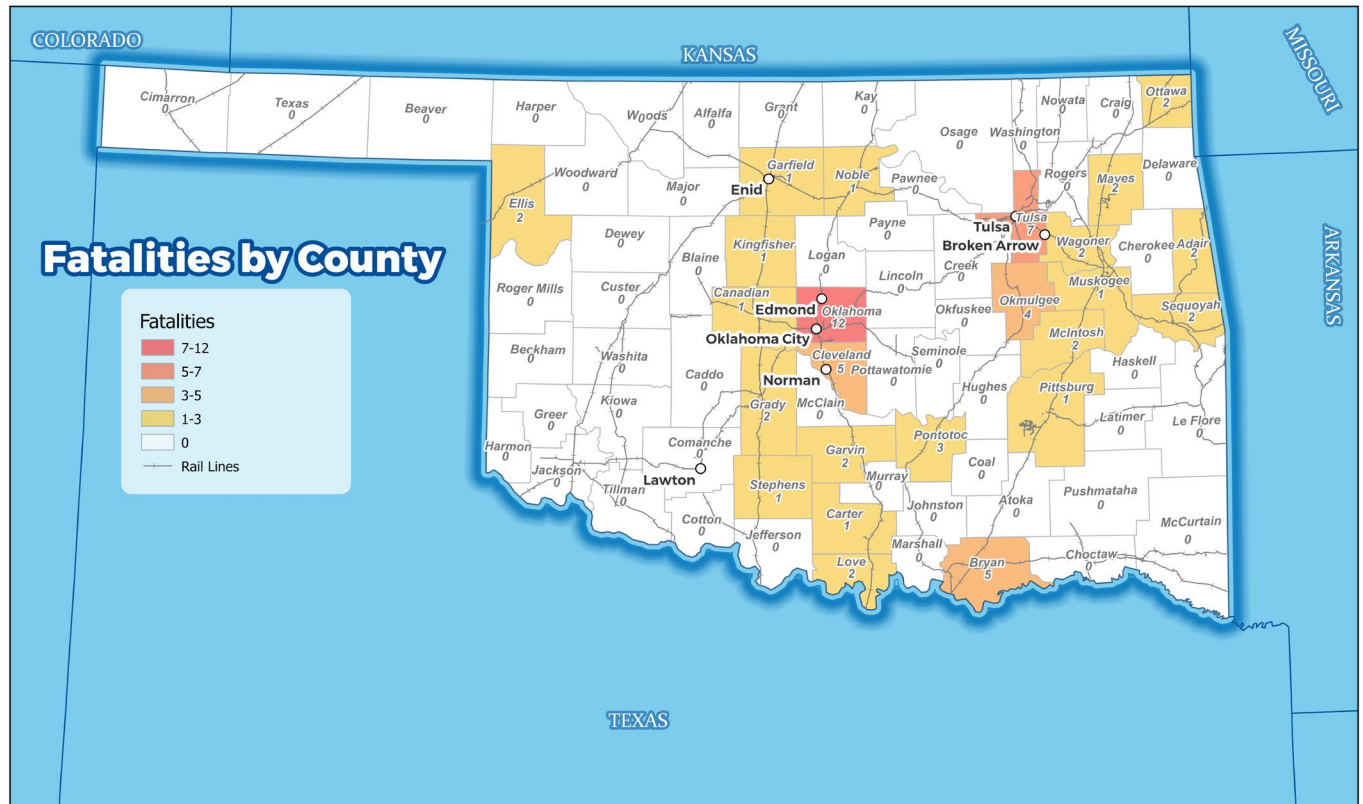 COLORADO
KANSAS
MISSOURI
ARKANSAS
TEXAS
Fatalities by County
Fatalities
7-12
5-7
3-5
1-3
0
Rail Lines
Cimarron
0
Texas
0
Beaver
0
Harper
0
Woods
0
Alfalfa
0
Grant
0
Kay
0
Osage
0
Washington
0
Nowata
0
Craig
0
Ottawa
2
Ellis
2
Woodward
0
Major
0
Garfield
1
Enid
Noble
1
Pawnee
0
Rogers
0
Mayes
2
Delaware
0
Dewey
0
Blaine
0
Kingfisher
1
Logan
0
Payne
0
Tulsa
7
Tulsa
Broken Arrow
Wagoner
2
Cherokee
0
Adair
2
Roger Mills
0
Custer
0
Canadian
1
Edmond
Oklahoma
12
Oklahoma City
Lincoln
0
Creek
0
Okfuskee
0
Okmulgee
4
Muskogee
1
Sequoyah
2
Beckham
0
Washita
0
Caddo
0
Cleveland
5
Norman
Pottawatomie
0
Seminole
0
Hughes
0
McIntosh
2
Haskell
0
Greer
0
Kiowa
0
Grady
2
McClain
0
Pittsburg
1
Latimer
0
Le Flore
0
Harmon
0
Jackson
0
Tillman
0
Comanche
0
Lawton
Garvin
2
Pontotoc
3
Coal
0
Stephens
1
Murray
0
Johnston
0
Atoka
0
Pushmataha
0
McCurtain
0
Cotton
0
Jefferson
0
Carter
1
Love
2
Marshall
0
Bryan
5
Choctaw
0